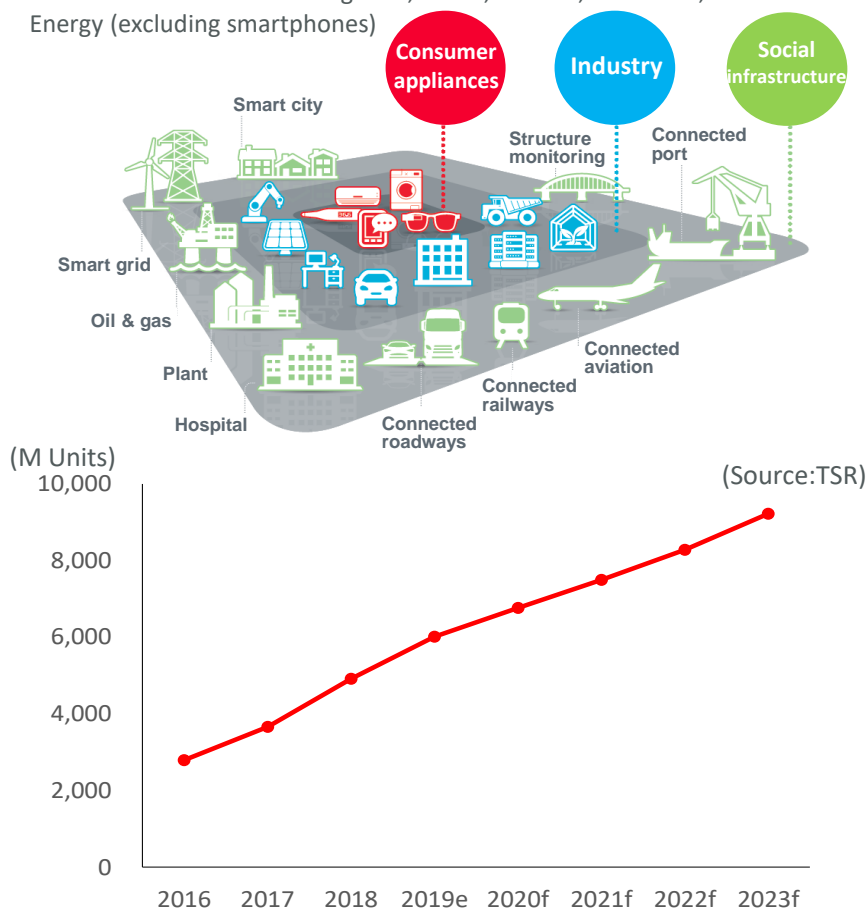 Energy (excluding smartphones)
Consumer
appliances
Industry
Social
infrastructure
Smart city
Structure
monitoring
Connected
port
Smart grid
Oil & gas
Plant
Hospital
Connected
roadways
Connected
railways
Connected
aviation
(M Units)
(Source:TSR)
10,000
8,000
6,000
4,000
2,000
0
2016 2017 2018 2019e 2020f 2021f 2022f 2023f